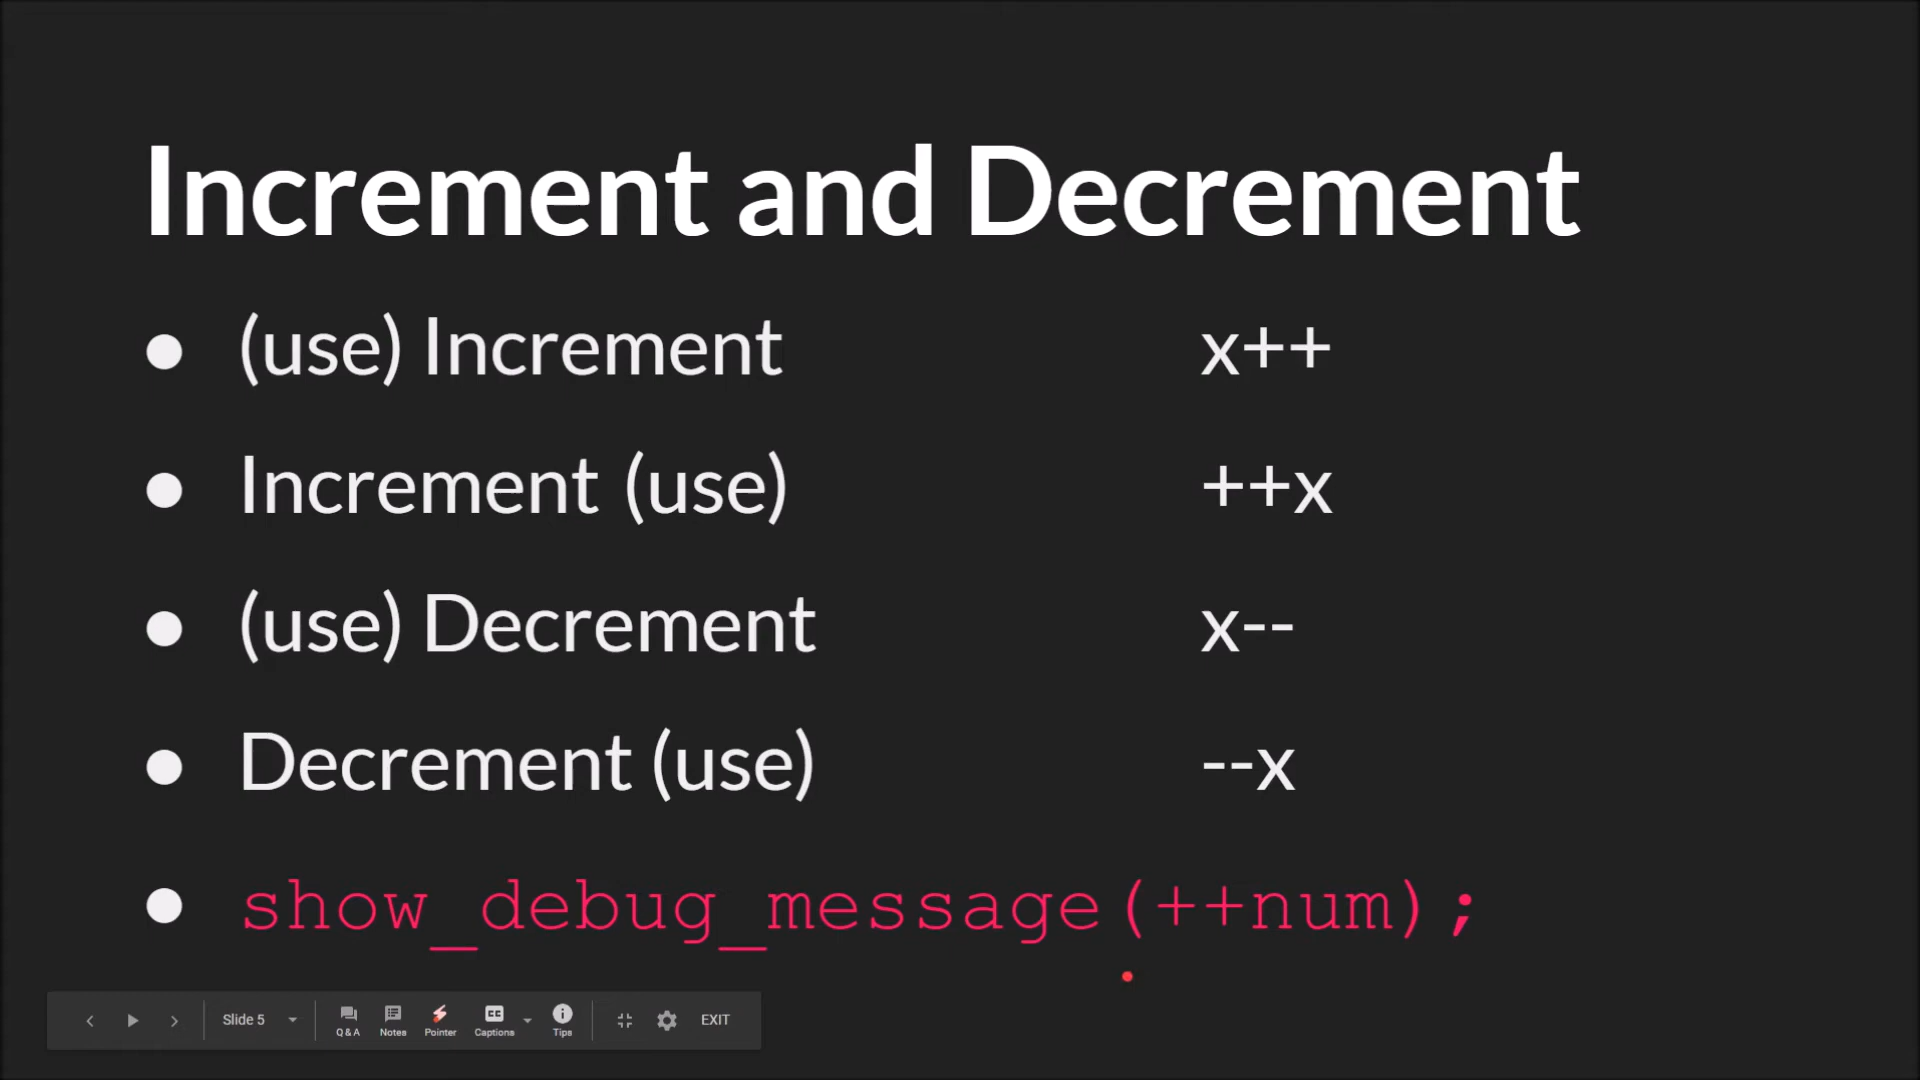 Increment and Decrement
● (use) Increment x++
● Increment (use) ++x
● (use) Decrement x--
● Decrement (use) --x
● show_debug_message(++num);
Slide 5 Q & A Notes Pointer CC Captions Tips EXIT